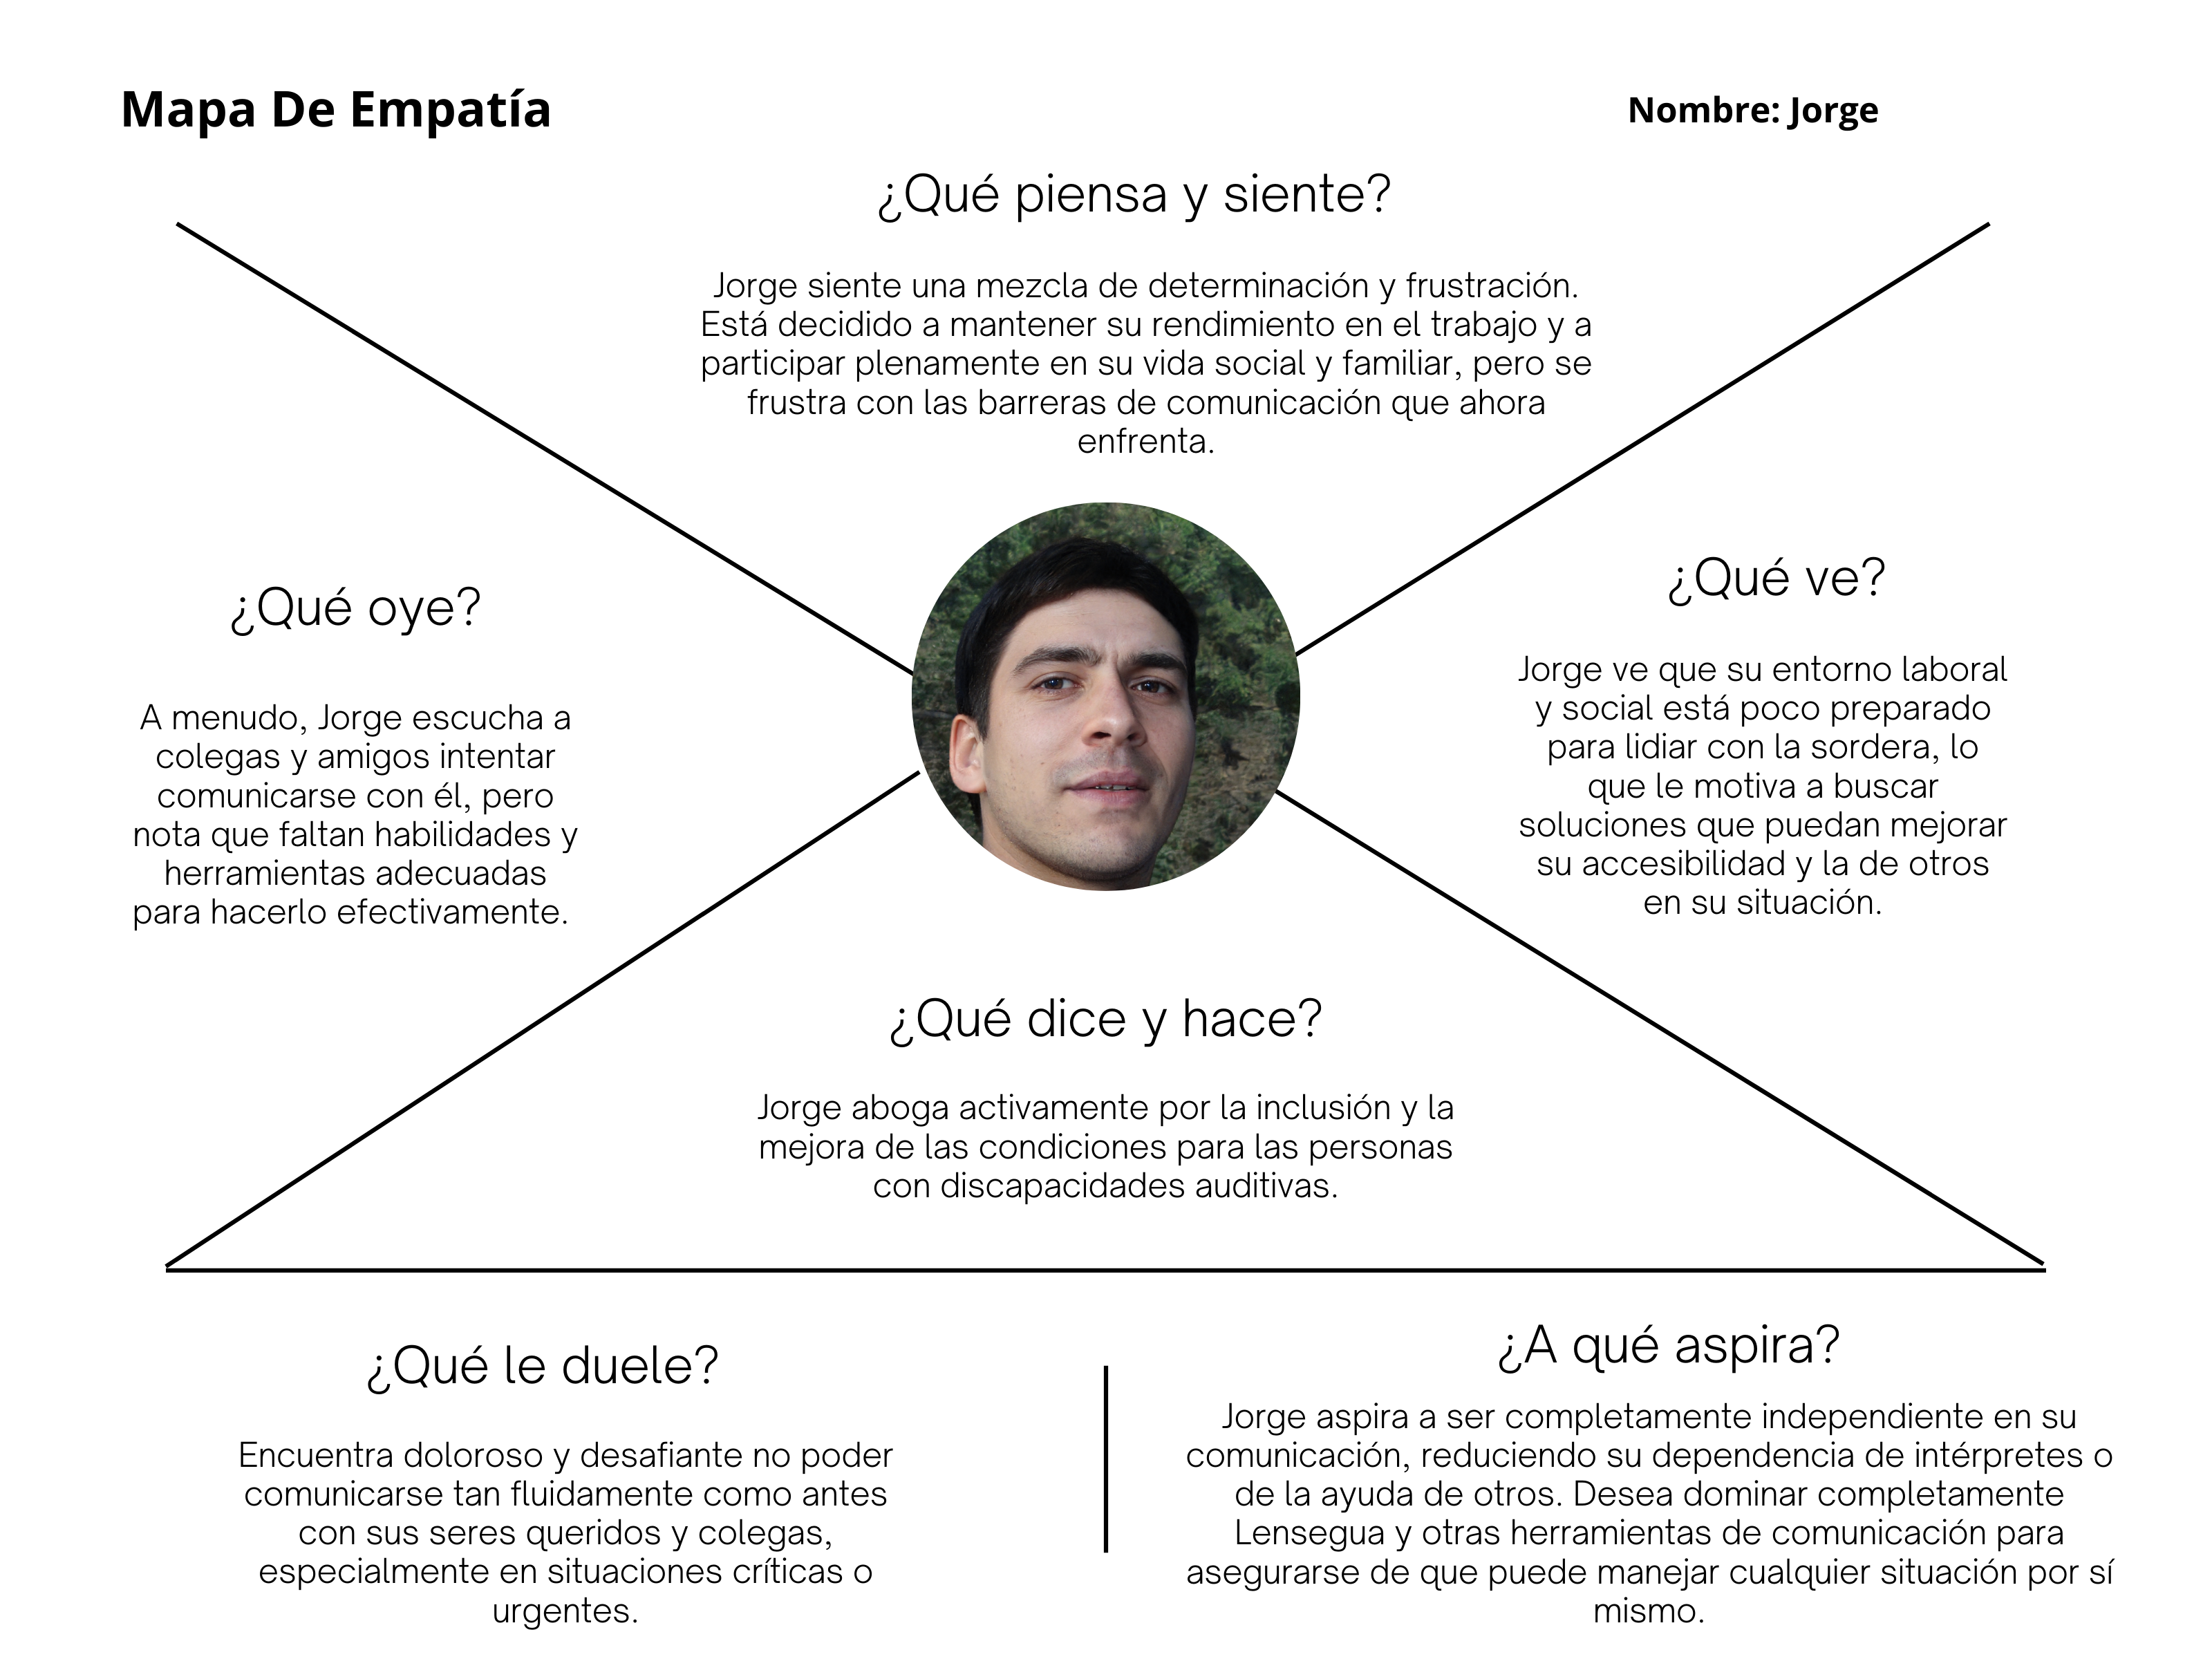 Mapa De Empatía
Nombre: Jorge
¿Qué piensa y siente?
Jorge siente una mezcla de determinación y frustración.
Está decidido a mantener su rendimiento en el trabajo y a
participar plenamente en su vida social y familiar, pero se
frustra con las barreras de comunicación que ahora
enfrenta.
¿Qué oye?
A menudo, Jorge escucha a
colegas y amigos intentar
comunicarse con él, pero
nota que faltan habilidades y
herramientas adecuadas
para hacerlo efectivamente.
¿Qué ve?
Jorge ve que su entorno laboral
y social está poco preparado
para lidiar con la sordera, lo
que le motiva a buscar
soluciones que puedan mejorar
su accesibilidad y la de otros
en su situación.
¿Qué dice y hace?
Jorge aboga activamente por la inclusión y la
mejora de las condiciones para las personas
con discapacidades auditivas.
¿Qué le duele?
Encuentra doloroso y desafiante no poder
comunicarse tan fluidamente como antes
con sus seres queridos y colegas,
especialmente en situaciones críticas o
urgentes.
¿A qué aspira?
Jorge aspira a ser completamente independiente en su
comunicación, reduciendo su dependencia de intérpretes o
de la ayuda de otros. Desea dominar completamente
Lensegua y otras herramientas de comunicación para
asegurarse de que puede manejar cualquier situación por sí
mismo.